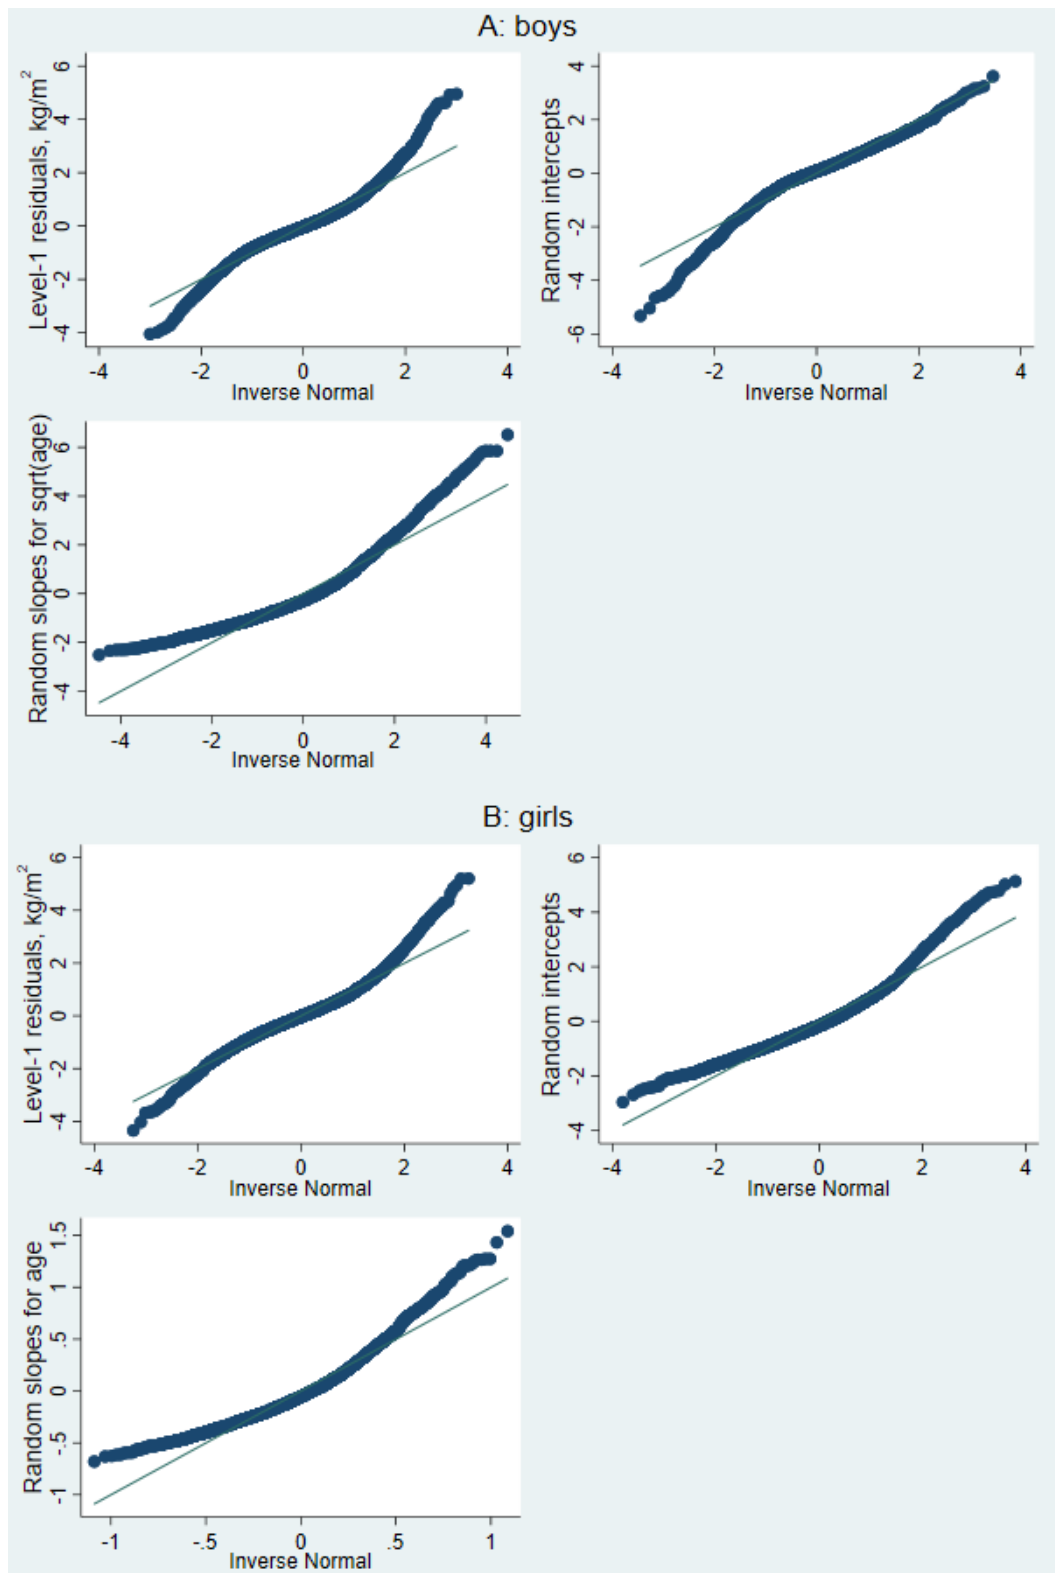 A: boys
Level-1 residuals, kg/m²
6
4
2
0
-2
-4
-4 -2 0 2 4
Inverse Normal
Random intercepts
4
2
0
-2
-4
-6
-4 -2 0 2 4
Inverse Normal
Random slopes for sqrt(age)
6
4
2
0
-2
-4
-4 -2 0 2 4
Inverse Normal
B: girls
Level-1 residuals, kg/m²
6
4
2
0
-2
-4
-4 -2 0 2 4
Inverse Normal
Random intercepts
6
4
2
0
-2
-4
-4 -2 0 2 4
Inverse Normal
Random slopes for age
1.5
1
.5
0
-.5
-1
-1 -.5 0 .5 1
Inverse Normal